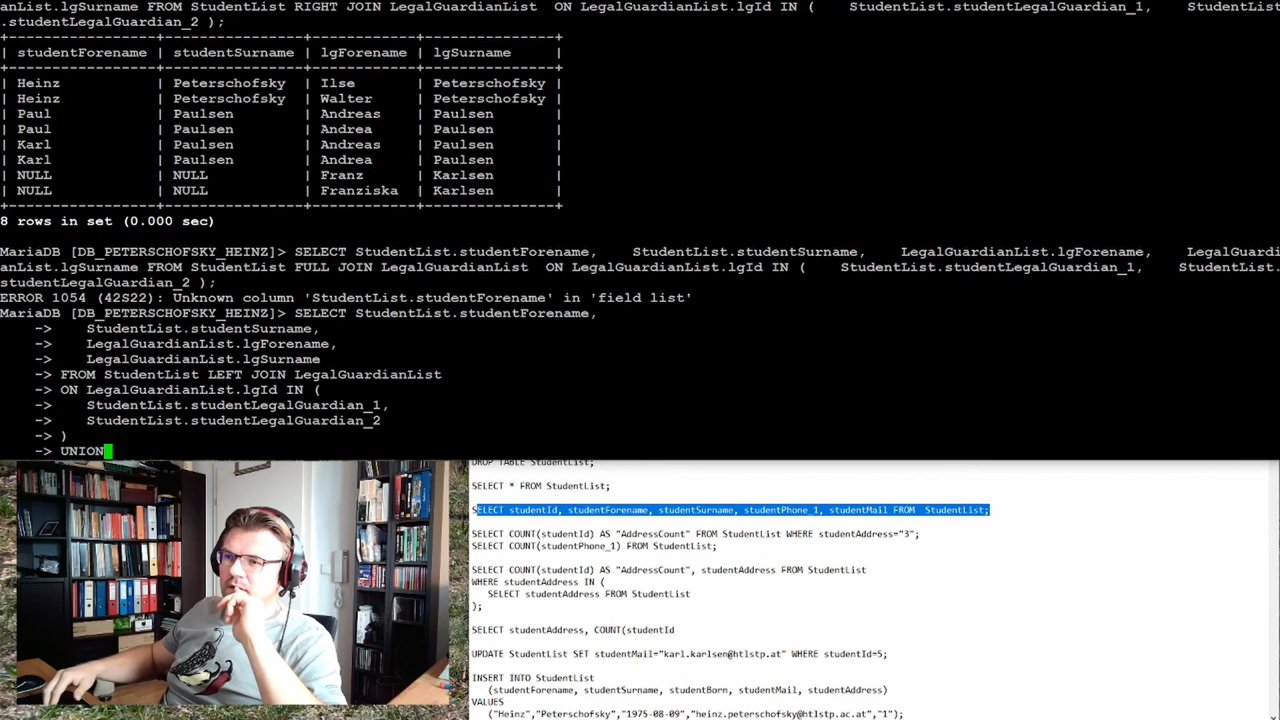 anList.lgSurname FROM StudentList RIGHT JOIN LegalGuardianList  ON LegalGuardianList.lgId IN (    StudentList.studentLegalGuardian_1,    StudentList
.studentLegalGuardian_2 );
| studentForename | studentSurname | lgForename | lgSurname     |
| Heinz           | Peterschofsky  | Ilse       | Peterschofsky |
| Heinz           | Peterschofsky  | Walter     | Peterschofsky |
| Paul            | Paulsen        | Andreas    | Paulsen       |
| Paul            | Paulsen        | Andrea     | Paulsen       |
| Karl            | Paulsen        | Andreas    | Paulsen       |
| Karl            | Paulsen        | Andrea     | Paulsen       |
| NULL            | NULL           | Franz      | Karlsen       |
| NULL            | NULL           | Franziska  | Karlsen       |
8 rows in set (0.000 sec)
MariaDB [DB_PETERSCHOFSKY_HEINZ]> SELECT StudentList.studentForename,    StudentList.studentSurname,    LegalGuardianList.lgForename,    LegalGuardi
anList.lgSurname FROM StudentList FULL JOIN LegalGuardianList  ON LegalGuardianList.lgId IN (    StudentList.studentLegalGuardian_1,    StudentList.
studentLegalGuardian_2 );
ERROR 1054 (42S22): Unknown column 'StudentList.studentForename' in 'field list'
MariaDB [DB_PETERSCHOFSKY_HEINZ]> SELECT StudentList.studentForename,
    ->    StudentList.studentSurname,
    ->    LegalGuardianList.lgForename,
    ->    LegalGuardianList.lgSurname
    -> FROM StudentList LEFT JOIN LegalGuardianList
    -> ON LegalGuardianList.lgId IN (
    ->    StudentList.studentLegalGuardian_1,
    ->    StudentList.studentLegalGuardian_2
    -> )
    -> UNION
DROP TABLE StudentList;
SELECT * FROM StudentList;
SELECT studentId, studentForename, studentSurname, studentPhone_1, studentMail FROM  StudentList;
SELECT COUNT(studentId) AS "AddressCount" FROM StudentList WHERE studentAddress="3";
SELECT COUNT(studentPhone_1) FROM StudentList;
SELECT COUNT(studentId) AS "AddressCount", studentAddress FROM StudentList
WHERE studentAddress IN (
   SELECT studentAddress FROM StudentList
);
SELECT studentAddress, COUNT(studentId
UPDATE StudentList SET studentMail="karl.karlsen@htlstp.at" WHERE studentId=5;
INSERT INTO StudentList
   (studentForename, studentSurname, studentBorn, studentMail, studentAddress)
VALUES
   ("Heinz","Peterschofsky","1975-08-09","heinz.peterschofsky@htlstp.ac.at","1");